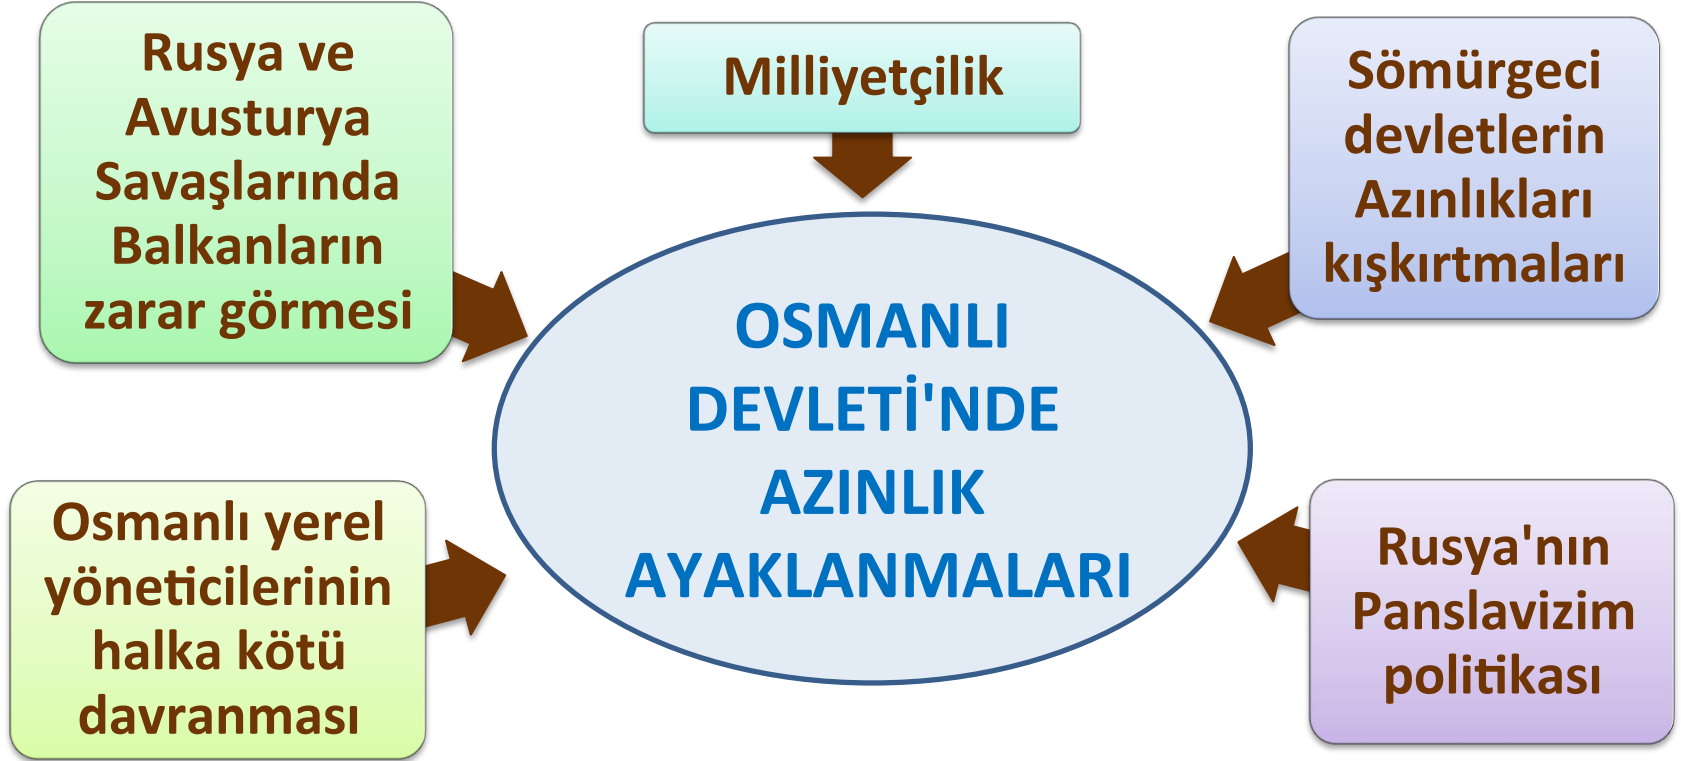 Rusya ve
Avusturya
Savaşlarında
Balkanların
zarar görmesi
Milliyetçilik
Sömürgeci
devletlerin
Azınlıkları
kışkırtmaları
OSMANLI
DEVLETİ'NDE
AZINLIK
AYAKLANMALARI
Osmanlı yerel
yöneticilerinin
halka kötü
davranması
Rusya'nın
Panslavizim
politikası